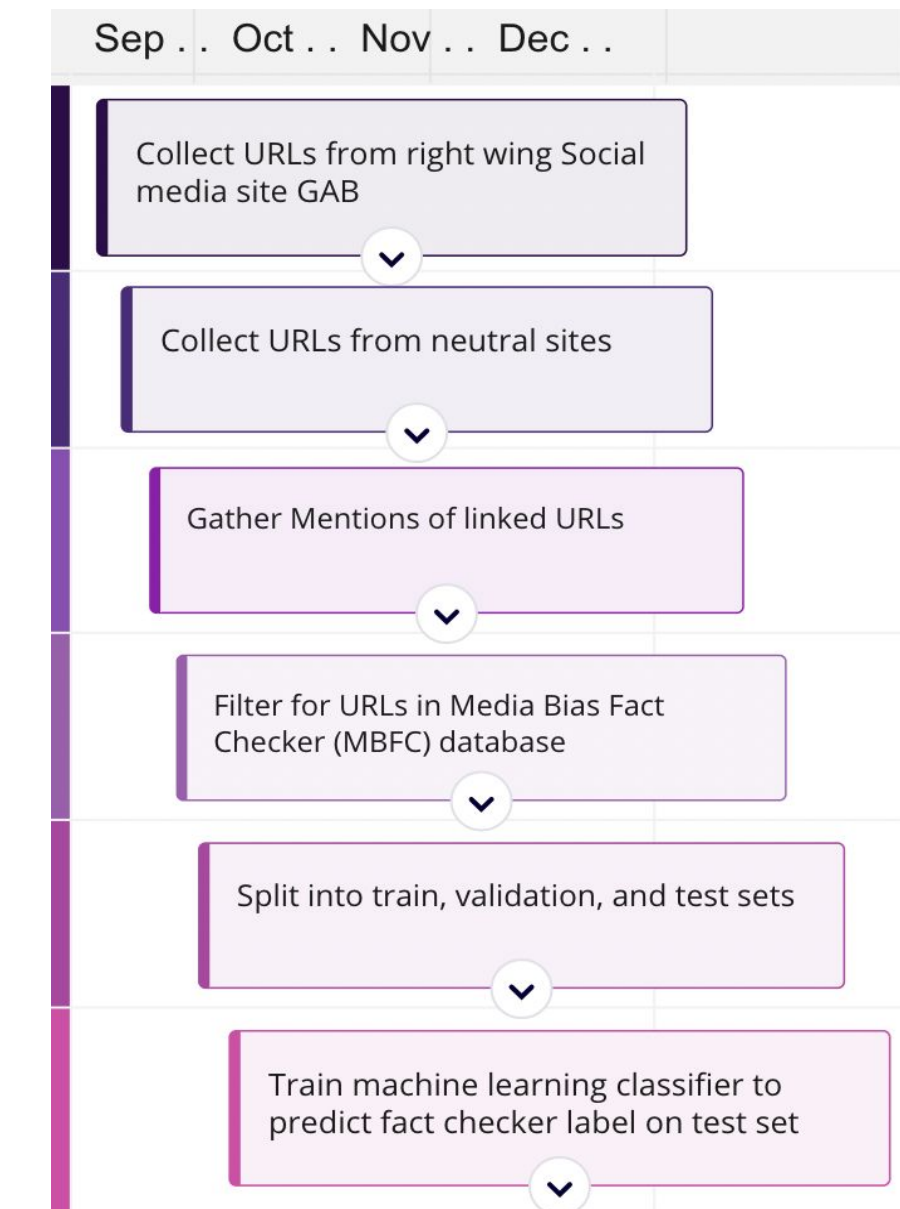 Sep . . Oct . . Nov . . Dec . .
Collect URLs from right wing Social
media site GAB
Collect URLs from neutral sites
Gather Mentions of linked URLs
Filter for URLs in Media Bias Fact
Checker (MBFC) database
Split into train, validation, and test sets
Train machine learning classifier to
predict fact checker label on test set